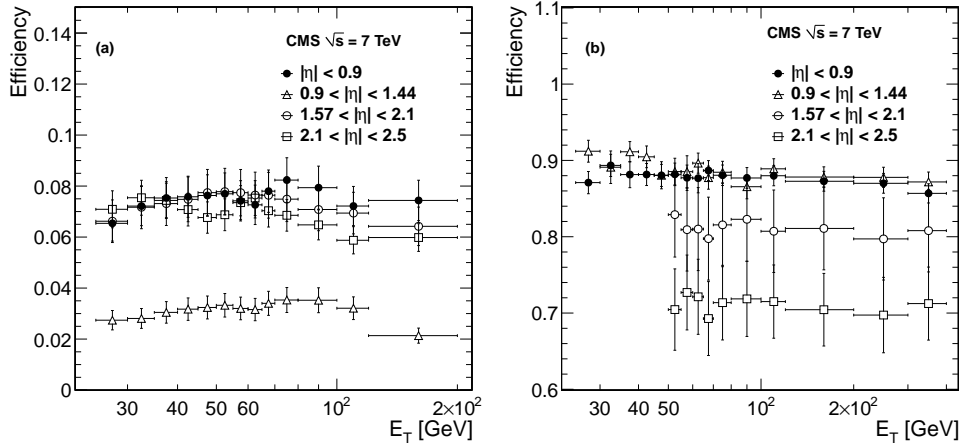 Efficiency
0.14
0.12
0.1
0.08
0.06
0.04
0.02
0
(a)
CMS √s = 7 TeV
|η| < 0.9
0.9 < |η| < 1.44
1.57 < |η| < 2.1
2.1 < |η| < 2.5
30 40 50 60 10² 2×10²
E_T [GeV]
Efficiency
1.1
1
0.9
0.8
0.7
0.6
(b)
CMS √s = 7 TeV
|η| < 0.9
0.9 < |η| < 1.44
1.57 < |η| < 2.1
2.1 < |η| < 2.5
30 40 50 10² 2×10²
E_T [GeV]